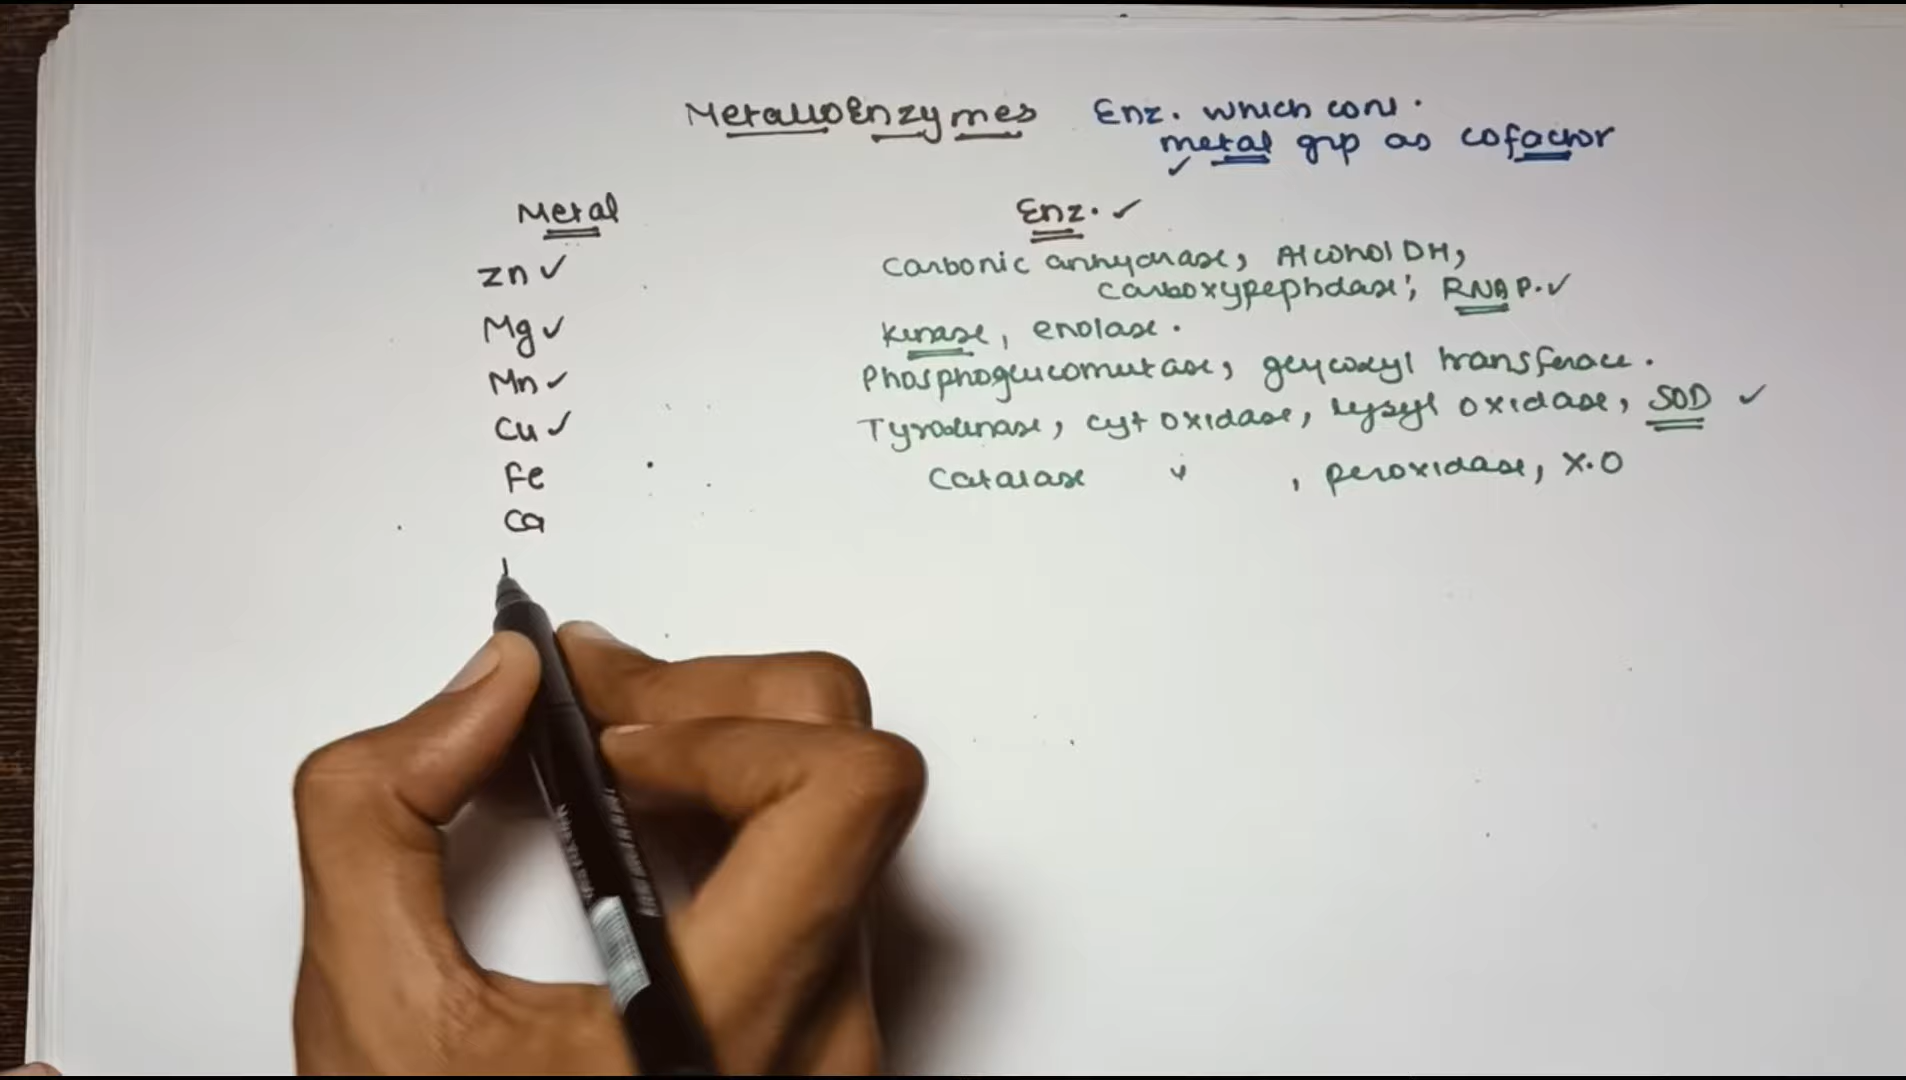 MetalloEnzymes Enz. which cont.
metal grp as cofactor
Metal Enz.
Zn Carbonic anhydrase, Alcohol DH,
carboxypeptidase, RNA P.
Mg Kinase, enolase.
Mn Phosphoglucomutase, glycosyl transferase.
Cu Tyrosinase, cyt oxidase, lysyl oxidase, SOD
Fe Catalase , peroxidase, X.O
Ca